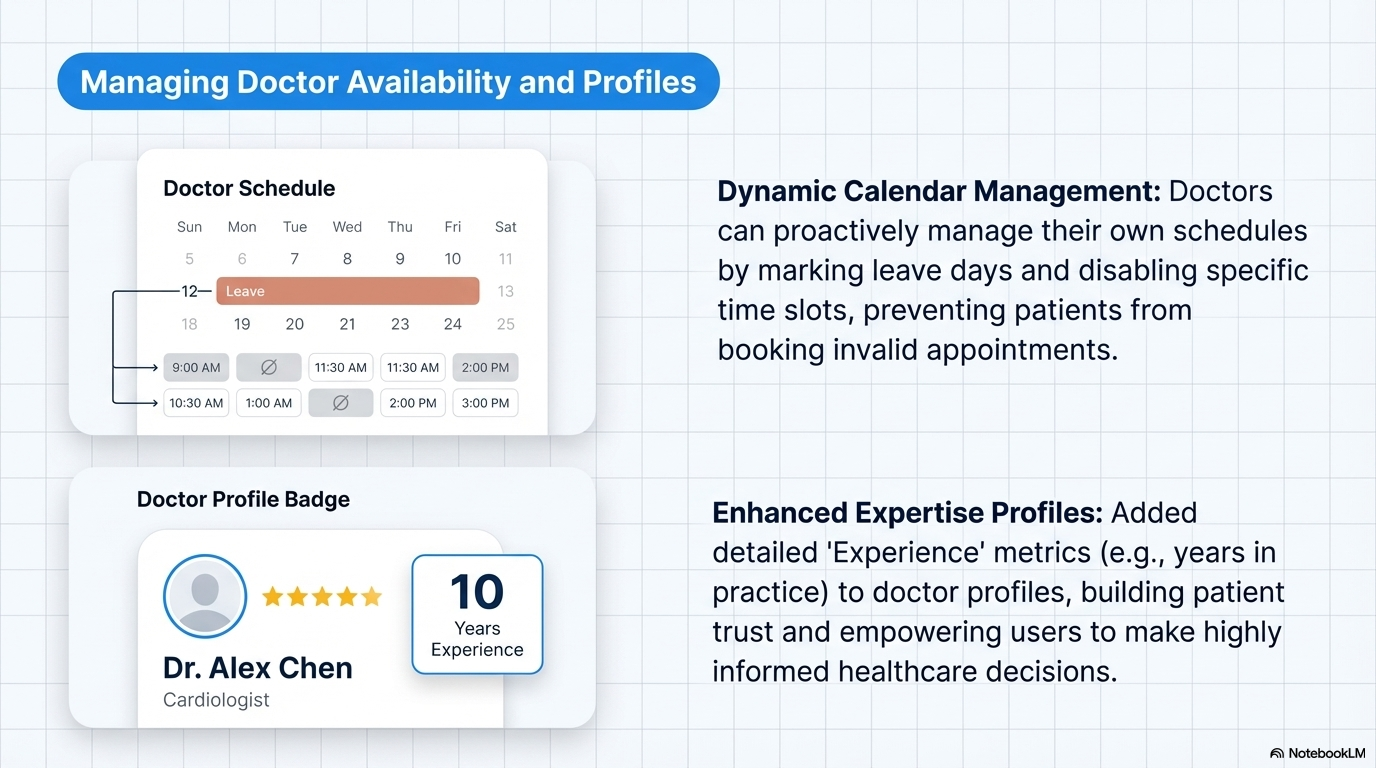 Managing Doctor Availability and Profiles
Doctor Schedule
Sun Mon Tue Wed Thu Fri Sat
5 6 7 8 9 10 11
12 Leave 13
18 19 20 21 23 24 25
9:00 AM 11:30 AM 11:30 AM 2:00 PM
10:30 AM 1:00 AM 2:00 PM 3:00 PM
Dynamic Calendar Management: Doctors
can proactively manage their own schedules
by marking leave days and disabling specific
time slots, preventing patients from
booking invalid appointments.
Doctor Profile Badge
10
Years
Experience
Dr. Alex Chen
Cardiologist
Enhanced Expertise Profiles: Added
detailed 'Experience' metrics (e.g., years in
practice) to doctor profiles, building patient
trust and empowering users to make highly
informed healthcare decisions.
NotebookLM